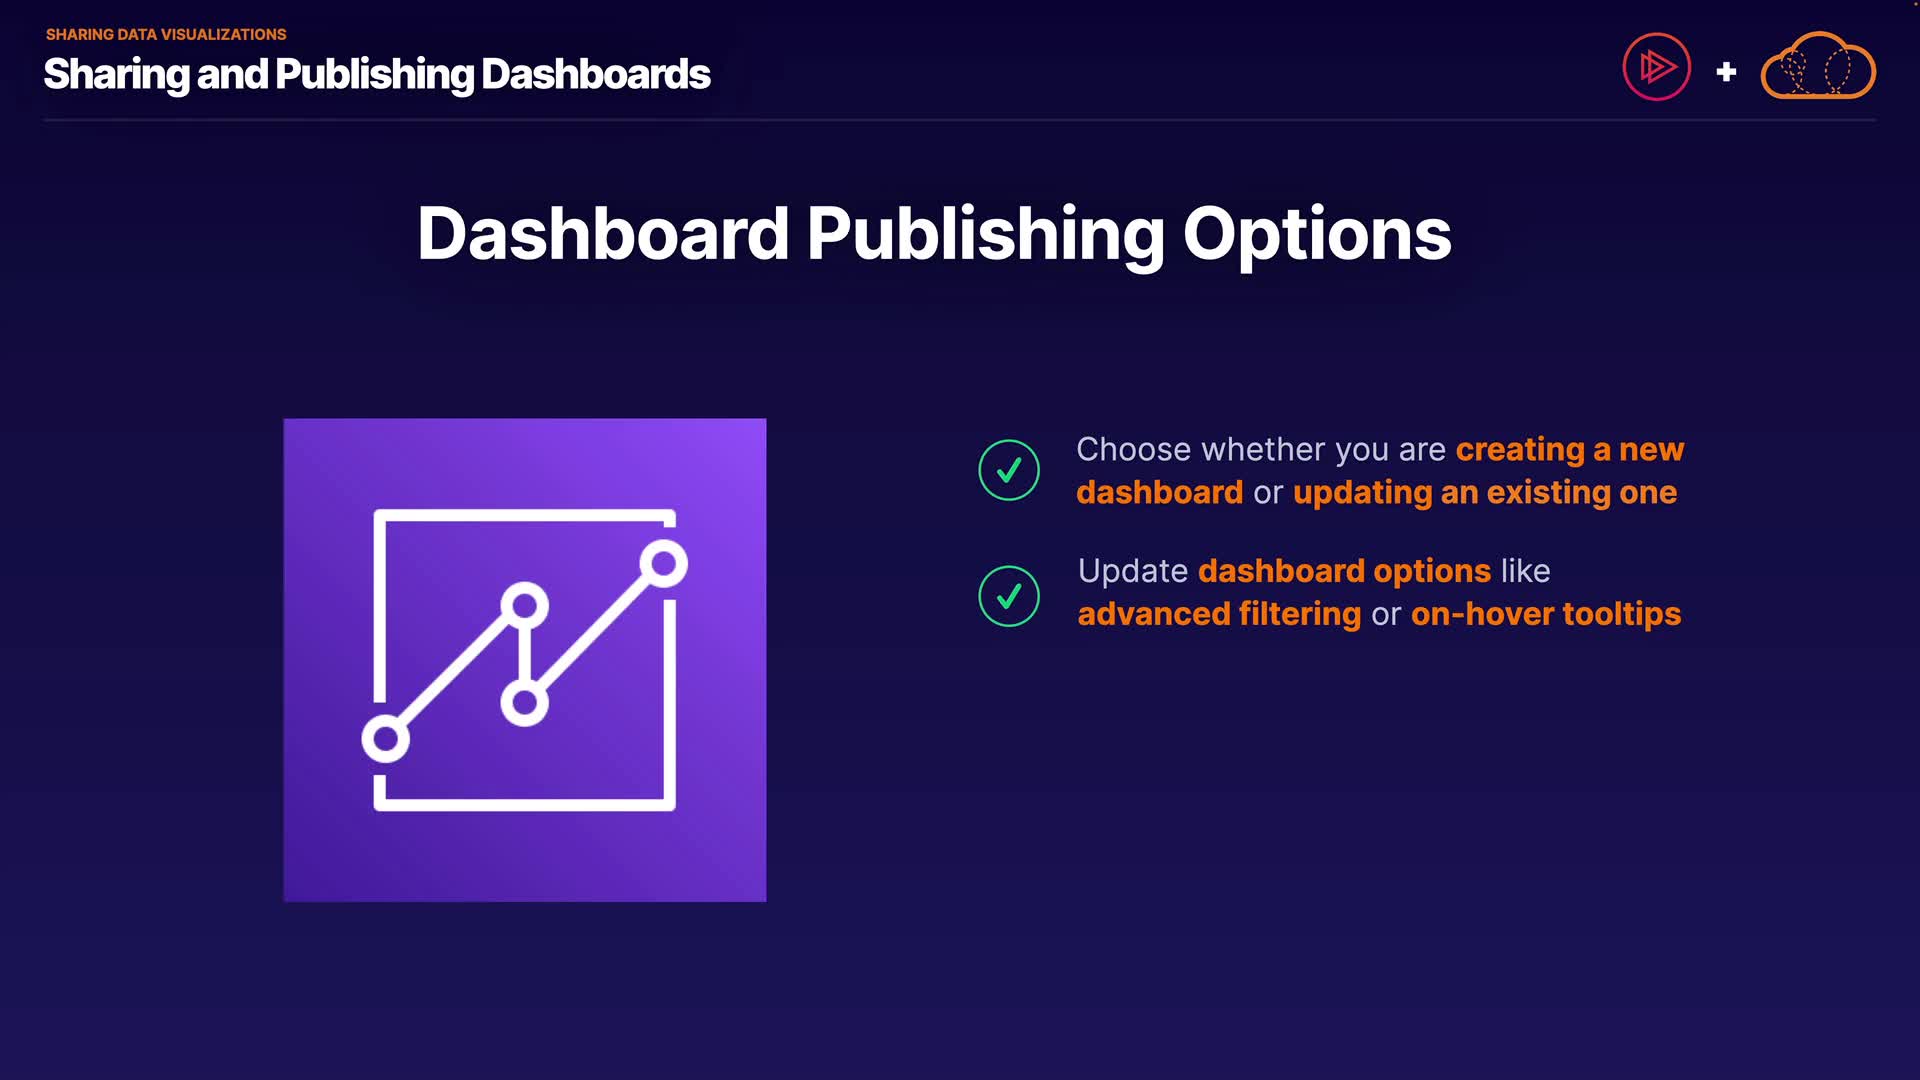 SHARING DATA VISUALIZATIONS
Sharing and Publishing Dashboards
Dashboard Publishing Options
Choose whether you are creating a new
dashboard or updating an existing one
Update dashboard options like
advanced filtering or on-hover tooltips